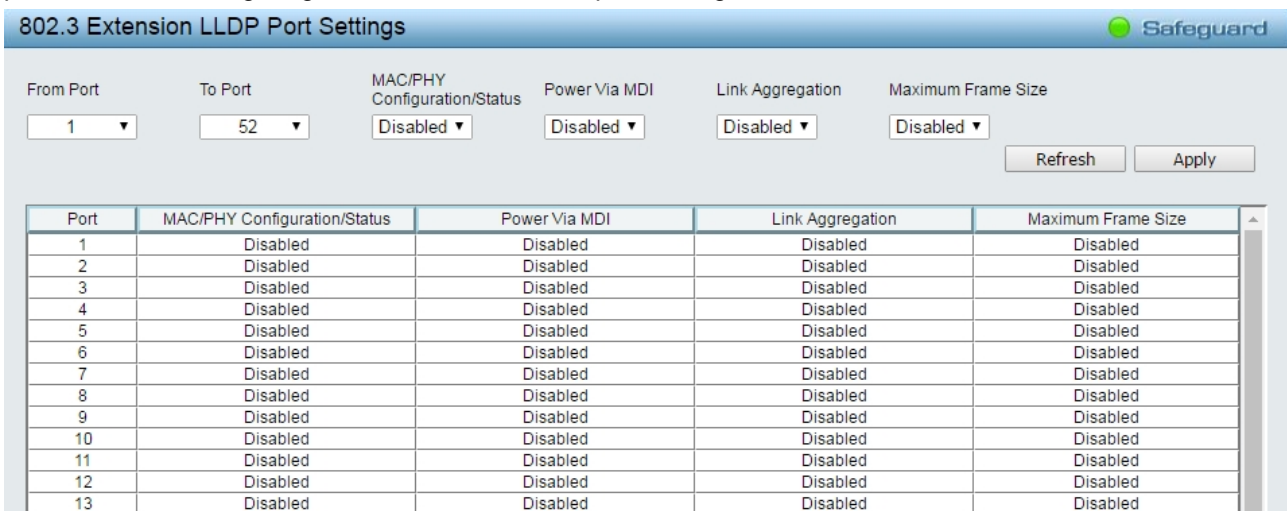 802.3 Extension LLDP Port Settings Safeguard
From Port To Port MAC/PHY Configuration/Status Power Via MDI Link Aggregation Maximum Frame Size
1 52 Disabled Disabled Disabled Disabled
Refresh Apply
Port MAC/PHY Configuration/Status Power Via MDI Link Aggregation Maximum Frame Size
1 Disabled Disabled Disabled Disabled
2 Disabled Disabled Disabled Disabled
3 Disabled Disabled Disabled Disabled
4 Disabled Disabled Disabled Disabled
5 Disabled Disabled Disabled Disabled
6 Disabled Disabled Disabled Disabled
7 Disabled Disabled Disabled Disabled
8 Disabled Disabled Disabled Disabled
9 Disabled Disabled Disabled Disabled
10 Disabled Disabled Disabled Disabled
11 Disabled Disabled Disabled Disabled
12 Disabled Disabled Disabled Disabled
13 Disabled Disabled Disabled Disabled